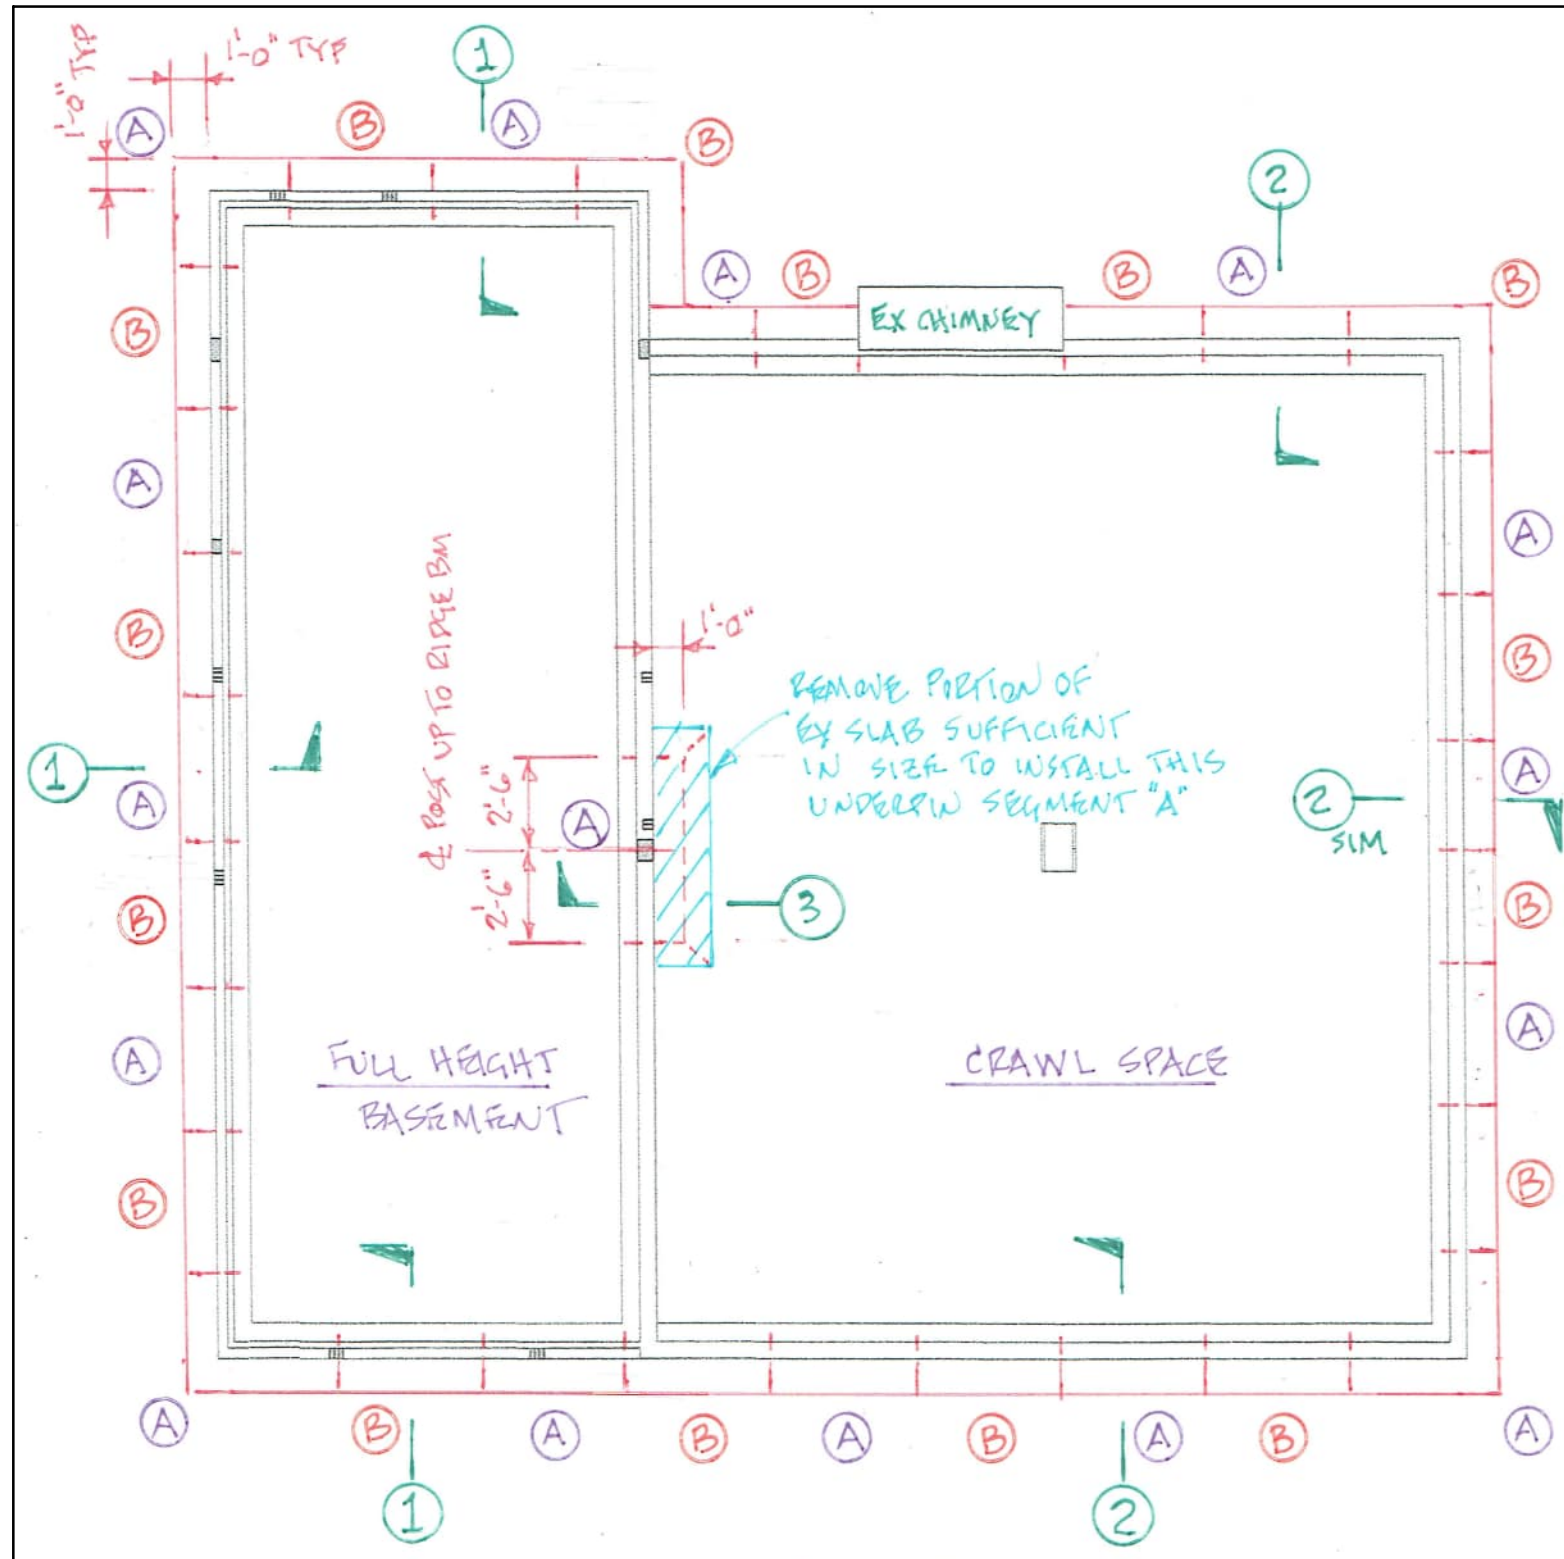 1'-0" TYP
1'-0" TYP
1
A
B
A
B
2
A
B
B
A
B
EX CHIMNEY
B
A
A
B
B
℄ POST UP TO RIDGE BM
1'-0"
REMOVE PORTION OF
EX SLAB SUFFICIENT
IN SIZE TO INSTALL THIS
UNDERPIN SEGMENT "A"
1
A
2'-6"
A
2
SIM
A
2'-6"
3
B
B
A
FULL HEIGHT
BASEMENT
CRAWL SPACE
A
B
B
A
B
A
B
A
B
A
B
A
1
2